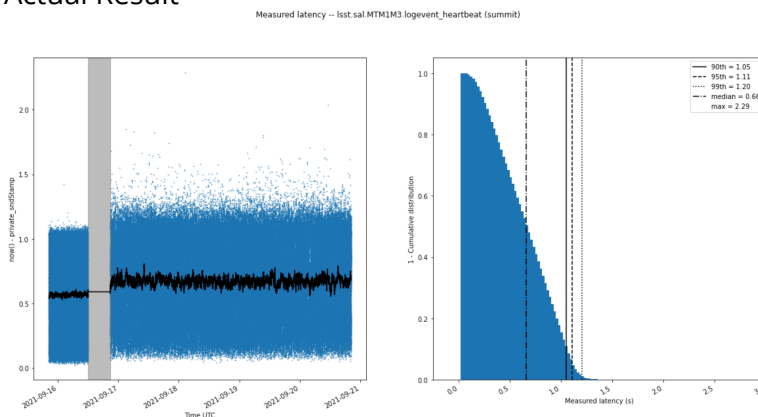 Actual Result
Measured latency -- lsst.sal.MTM1M3.logevent_heartbeat (summit)
now() - private_sndStamp
2.0
1.5
1.0
0.5
0.0
2021-09-16
2021-09-17
2021-09-18
2021-09-19
2021-09-20
2021-09-21
Time UTC
1 - Cumulative distribution
1.0
0.8
0.6
0.4
0.2
0.0
90th = 1.05
95th = 1.11
99th = 1.20
median = 0.66
max = 2.29
0.0
0.5
1.0
1.5
2.0
2.5
Measured latency (s)